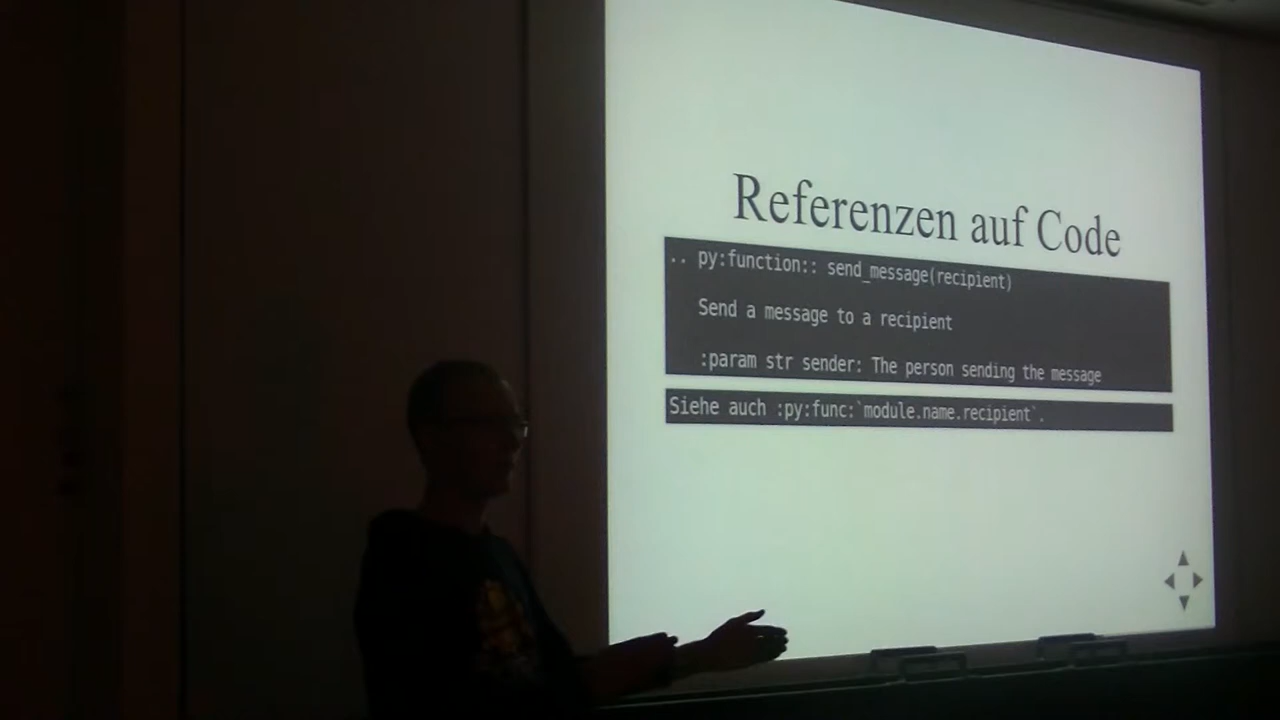 Referenzen auf Code
.. py:function:: send_message(recipient)
Send a message to a recipient
:param str sender: The person sending the message
Siehe auch :py:func:`module.name.recipient`.